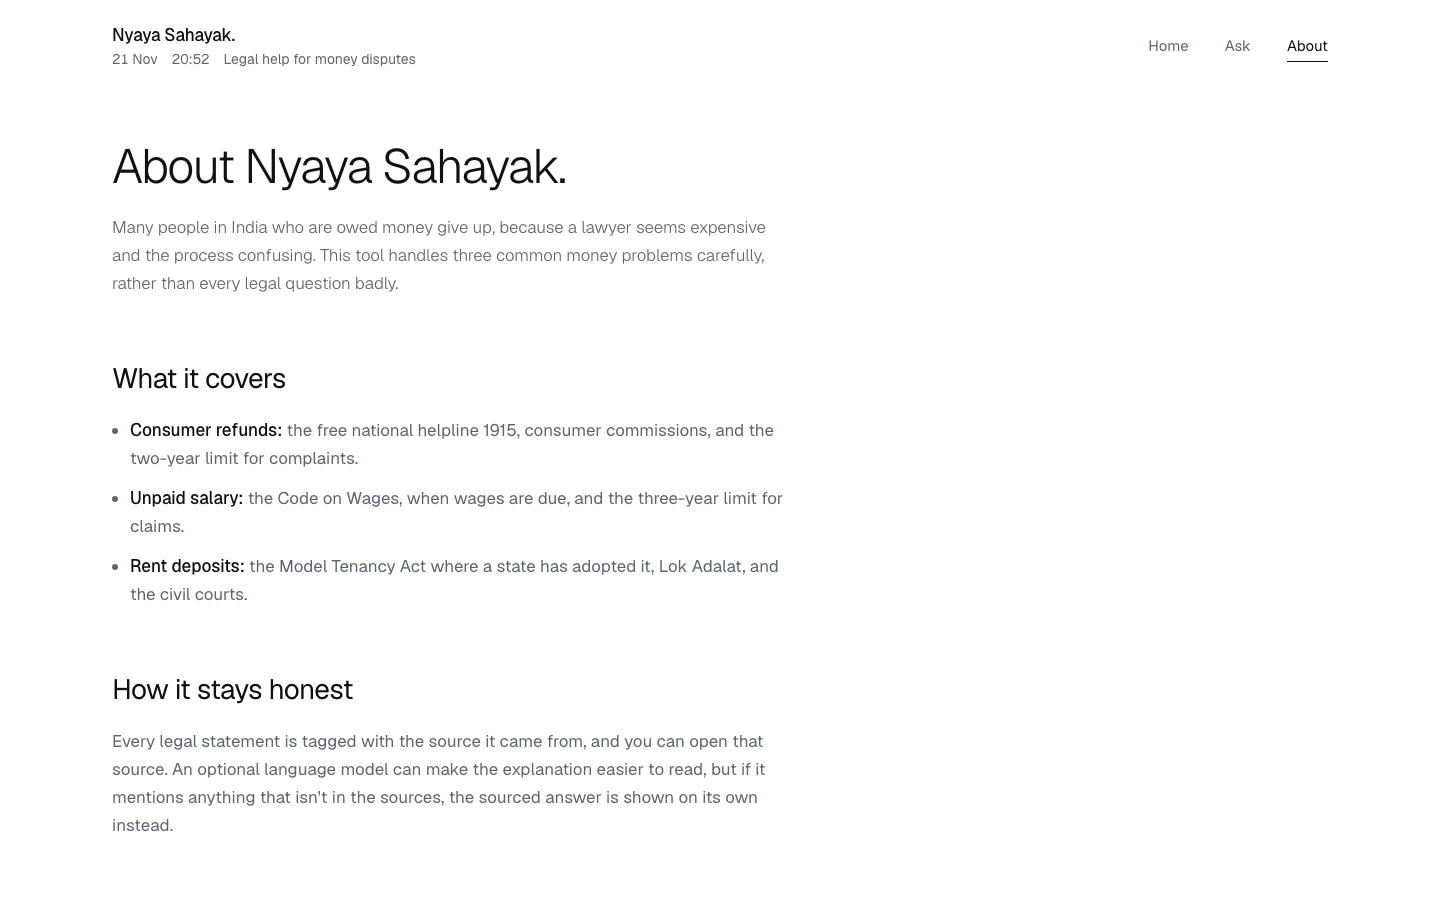 Nyaya Sahayak.
21 Nov 20:52 Legal help for money disputes
Home Ask About
About Nyaya Sahayak.
Many people in India who are owed money give up, because a lawyer seems expensive
and the process confusing. This tool handles three common money problems carefully,
rather than every legal question badly.
What it covers
• Consumer refunds: the free national helpline 1915, consumer commissions, and the
two-year limit for complaints.
• Unpaid salary: the Code on Wages, when wages are due, and the three-year limit for
claims.
• Rent deposits: the Model Tenancy Act where a state has adopted it, Lok Adalat, and
the civil courts.
How it stays honest
Every legal statement is tagged with the source it came from, and you can open that
source. An optional language model can make the explanation easier to read, but if it
mentions anything that isn't in the sources, the sourced answer is shown on its own
instead.